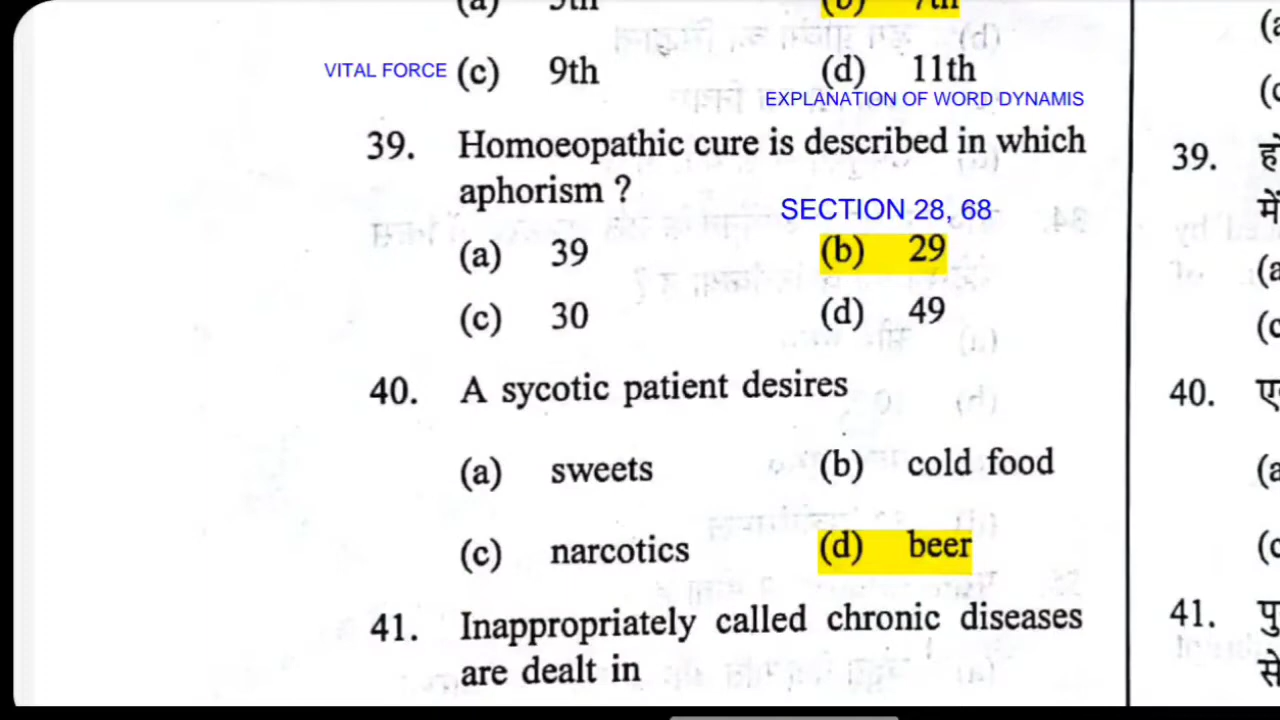 (a) 5th (b) 7th
VITAL FORCE (c) 9th (d) 11th
EXPLANATION OF WORD DYNAMIS
39. Homoeopathic cure is described in which
aphorism ?
SECTION 28, 68
(a) 39 (b) 29
(c) 30 (d) 49
40. A sycotic patient desires
(a) sweets (b) cold food
(c) narcotics (d) beer
41. Inappropriately called chronic diseases
are dealt in
39.
में
40.
41.
से